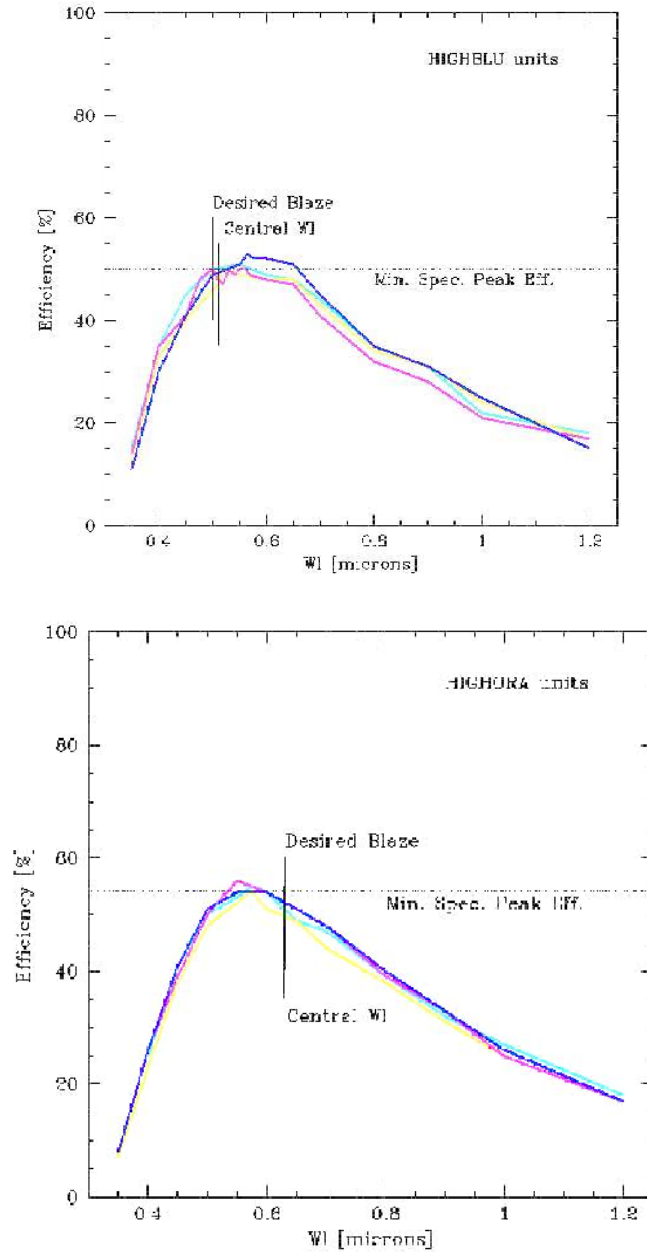 100
HIGHBLU units
80
Desired Blaze
60
Central Wl
Min. Spec. Peak Eff.
40
20
0
0.4
0.6
0.8
1
1.2
Efficiency [%]
Wl [microns]
100
HIGHORA units
80
Desired Blaze
60
Min. Spec. Peak Eff.
40
Central Wl
20
0
0.4
0.6
0.8
1
1.2
Efficiency [%]
Wl [microns]